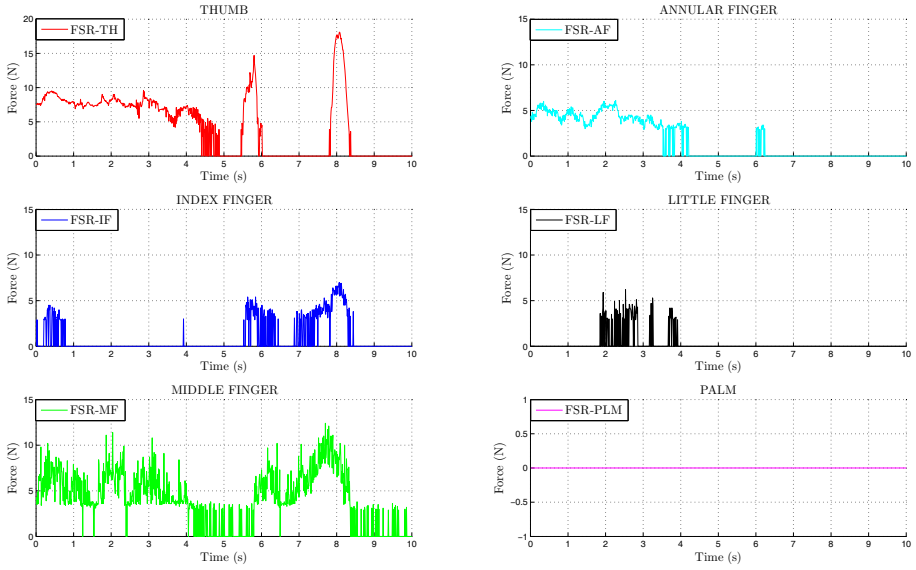 THUMB
FSR-TH
Force (N)
20
15
10
5
0
0 1 2 3 4 5 6 7 8 9 10
Time (s)
ANNULAR FINGER
FSR-AF
Force (N)
15
10
5
0
0 1 2 3 4 5 6 7 8 9 10
Time (s)
INDEX FINGER
FSR-IF
Force (N)
15
10
5
0
0 1 2 3 4 5 6 7 8 9 10
Time (s)
LITTLE FINGER
FSR-LF
Force (N)
15
10
5
0
0 1 2 3 4 5 6 7 8 9 10
Time (s)
MIDDLE FINGER
FSR-MF
Force (N)
15
10
5
0
0 1 2 3 4 5 6 7 8 9 10
Time (s)
PALM
FSR-PLM
Force (N)
1
0.5
0
−0.5
−1
0 1 2 3 4 5 6 7 8 9 10
Time (s)